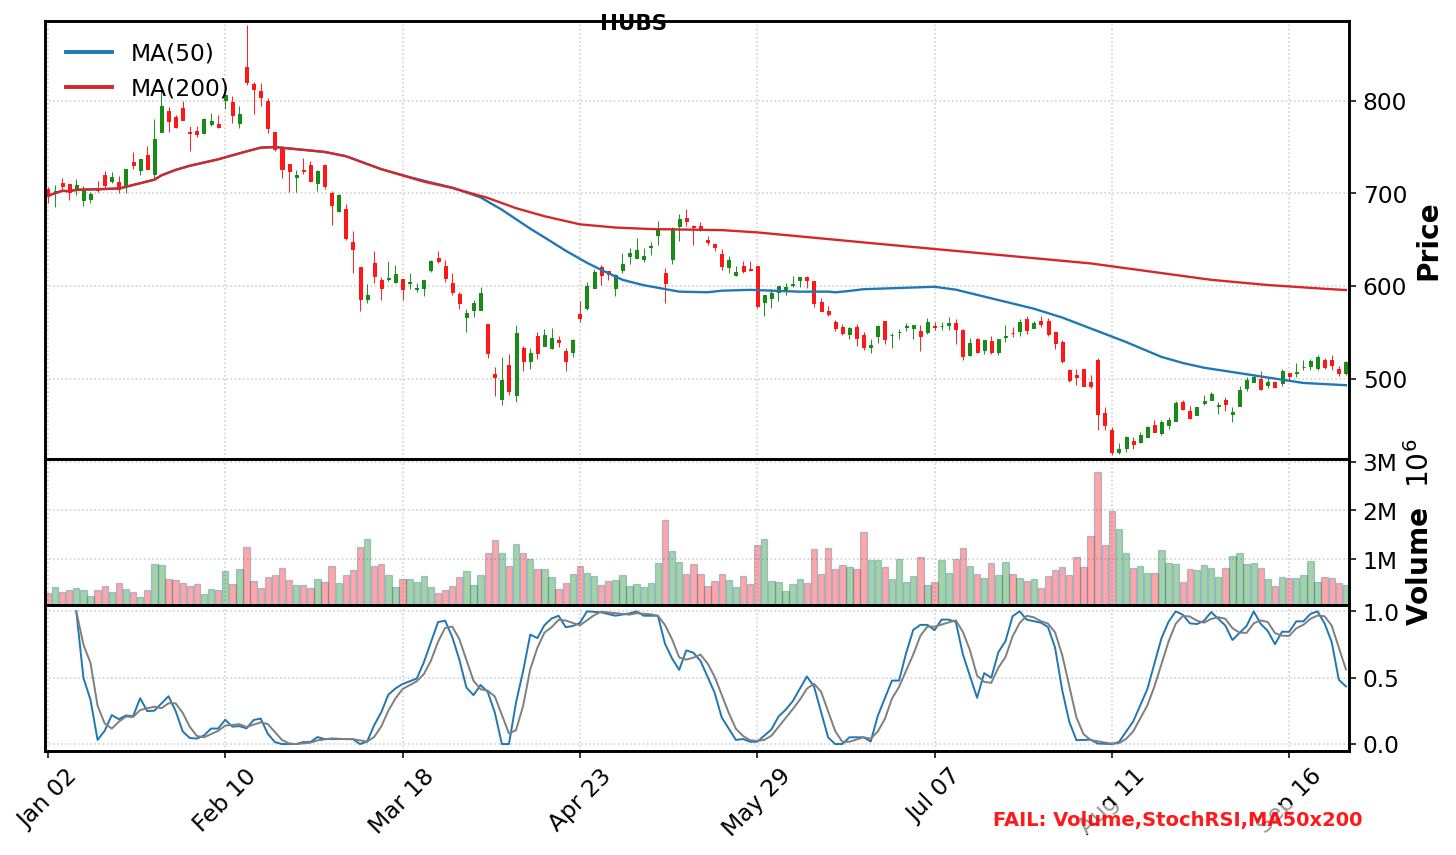 HUBS
MA(50)
MA(200)
800
700
600
500
Price
3M
2M
1M
Volume 10^6
1.0
0.5
0.0
Jan 02
Feb 10
Mar 18
Apr 23
May 29
Jul 07
Aug 11
Sep 16
FAIL: Volume,StochRSI,MA50x200